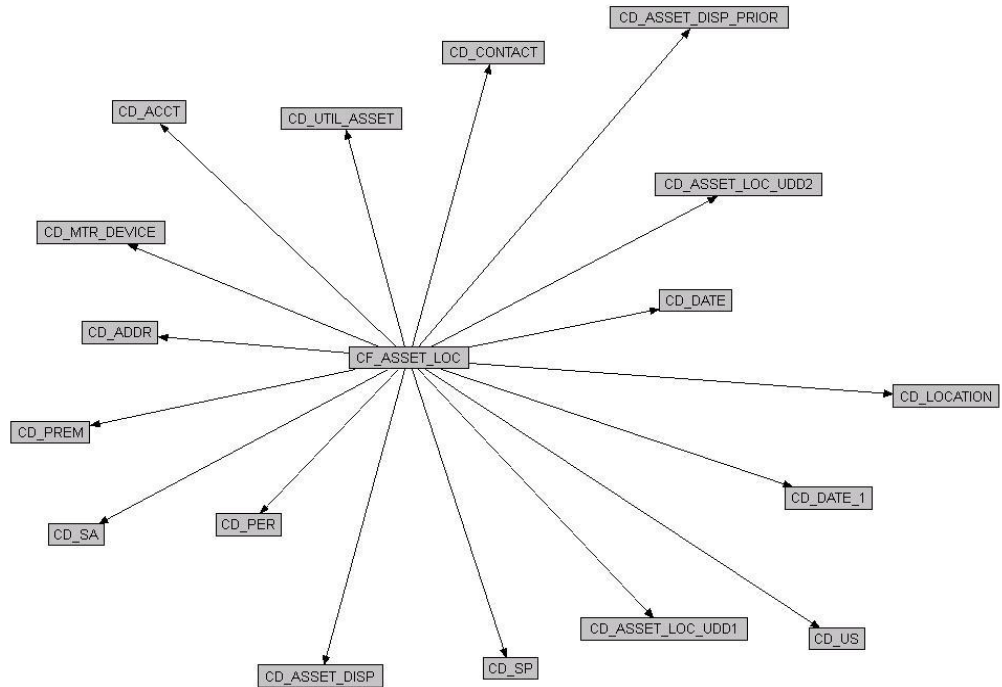 CD_ASSET_DISP_PRIOR
CD_CONTACT
CD_ACCT
CD_UTIL_ASSET
CD_ASSET_LOC_UDD2
CD_MTR_DEVICE
CD_DATE
CD_ADDR
CF_ASSET_LOC
CD_LOCATION
CD_PREM
CD_DATE_1
CD_PER
CD_SA
CD_ASSET_LOC_UDD1
CD_US
CD_SP
CD_ASSET_DISP